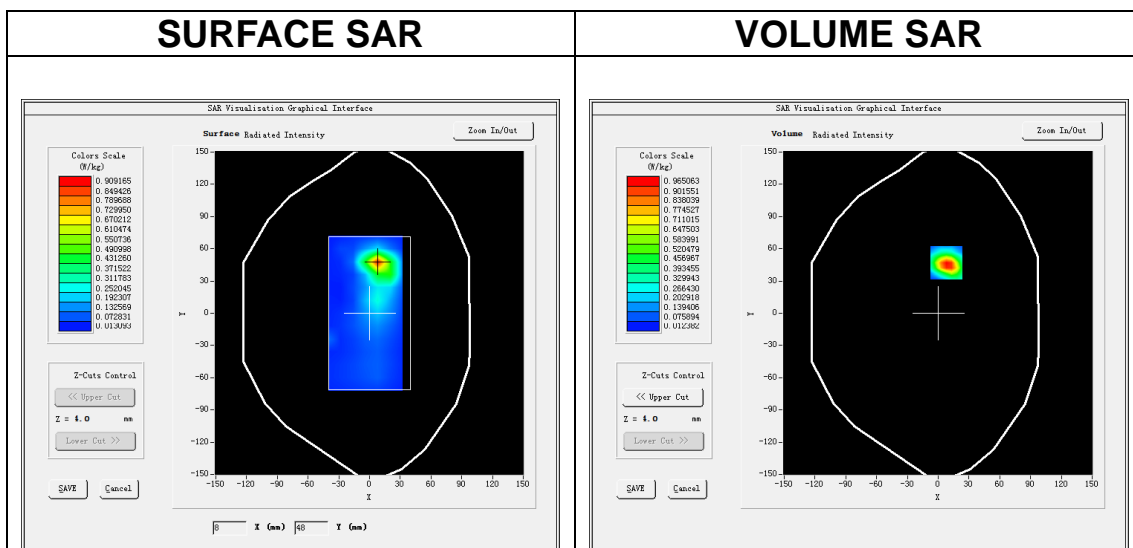 SURFACE SAR
VOLUME SAR
SAR Visualisation Graphical Interface
Surface Radiated Intensity
Zoom In/Out
Colors Scale
(W/kg)
0.909165
0.849426
0.789688
0.729950
0.670212
0.610474
0.550736
0.490998
0.431260
0.371522
0.311783
0.252045
0.192307
0.132569
0.072831
0.013093
150
120
90
60
30
0
-30
-60
-90
-120
-150
Y
-150 -120 -90 -60 -30 0 30 60 90 120 150
X
Z-Cuts Control
<< Upper Cut
Z = 4.0 mm
Lower Cut >>
SAVE
Cancel
8 X (mm) 48 Y (mm)
SAR Visualisation Graphical Interface
Volume Radiated Intensity
Zoom In/Out
Colors Scale
(W/kg)
0.965063
0.901551
0.838039
0.774527
0.711015
0.647503
0.583991
0.520479
0.456967
0.393455
0.329943
0.266430
0.202918
0.139406
0.075894
0.012382
150
120
90
60
30
0
-30
-60
-90
-120
-150
Y
-150 -120 -90 -60 -30 0 30 60 90 120 150
X
Z-Cuts Control
<< Upper Cut
Z = 4.0 mm
Lower Cut >>
SAVE
Cancel